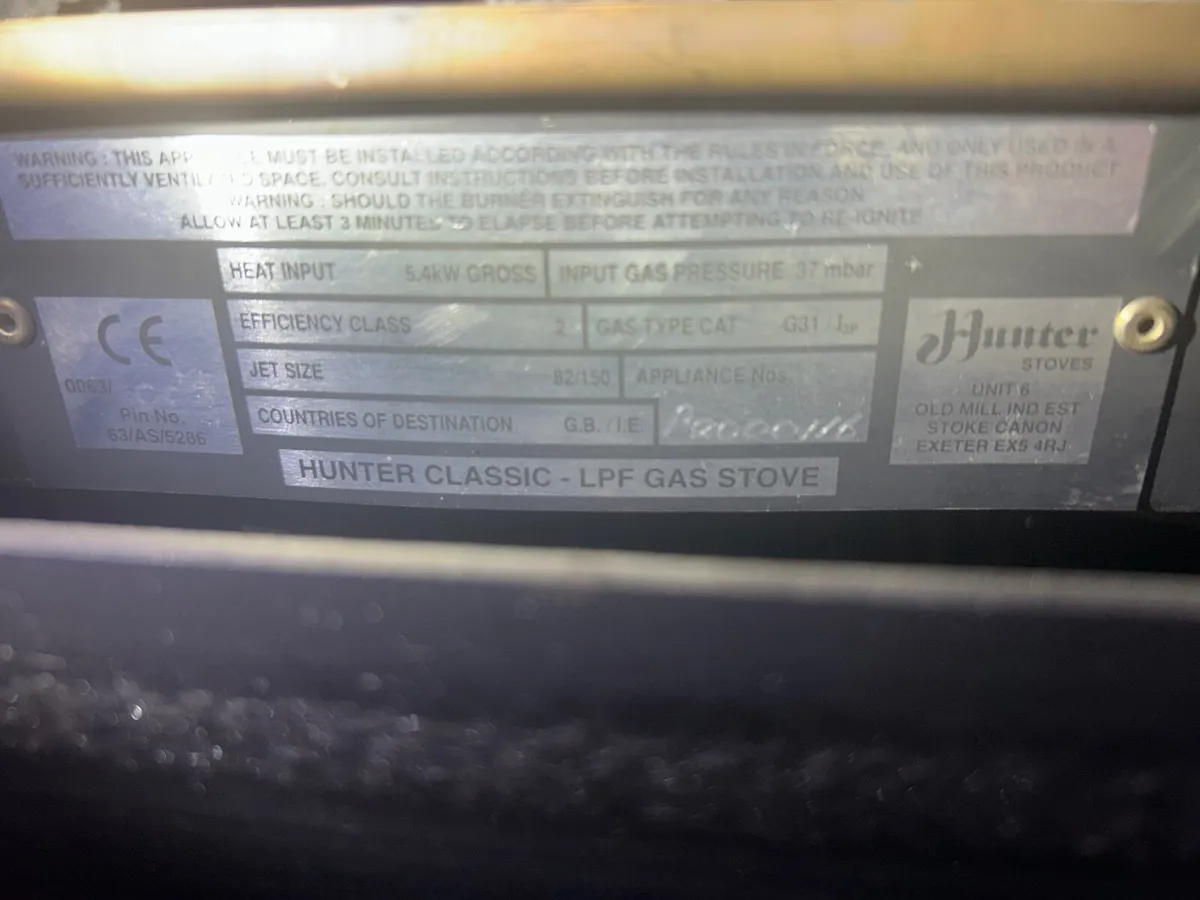 WARNING : THIS MUST BE INSTALLED ACCORDING WITH THE RULES IN FORCE, AND ONLY USED IN A
SUFFICIENTLY SPACE. CONSULT INSTRUCTIONS BEFORE INSTALLATION AND USE OF THIS PRODUCT
WARNING : SHOULD THE BURNER EXTINGUISH FOR ANY REASON
ALLOW AT LEAST 3 MINUTES TO ELAPSE BEFORE ATTEMPTING TO RE-IGNITE
HEAT INPUT 5.4kW GROSS
INPUT GAS PRESSURE 37 mbar
EFFICIENCY CLASS 2
GAS TYPE CAT G31 / I3P
JET SIZE 82/150
APPLIANCE Nos.
COUNTRIES OF DESTINATION G.B. / I.E.
HUNTER CLASSIC - LPF GAS STOVE
CE
Pin No.
63/AS/5286
Hunter
STOVES
UNIT 6
OLD MILL IND EST
STOKE CANON
EXETER EX5 4RJ